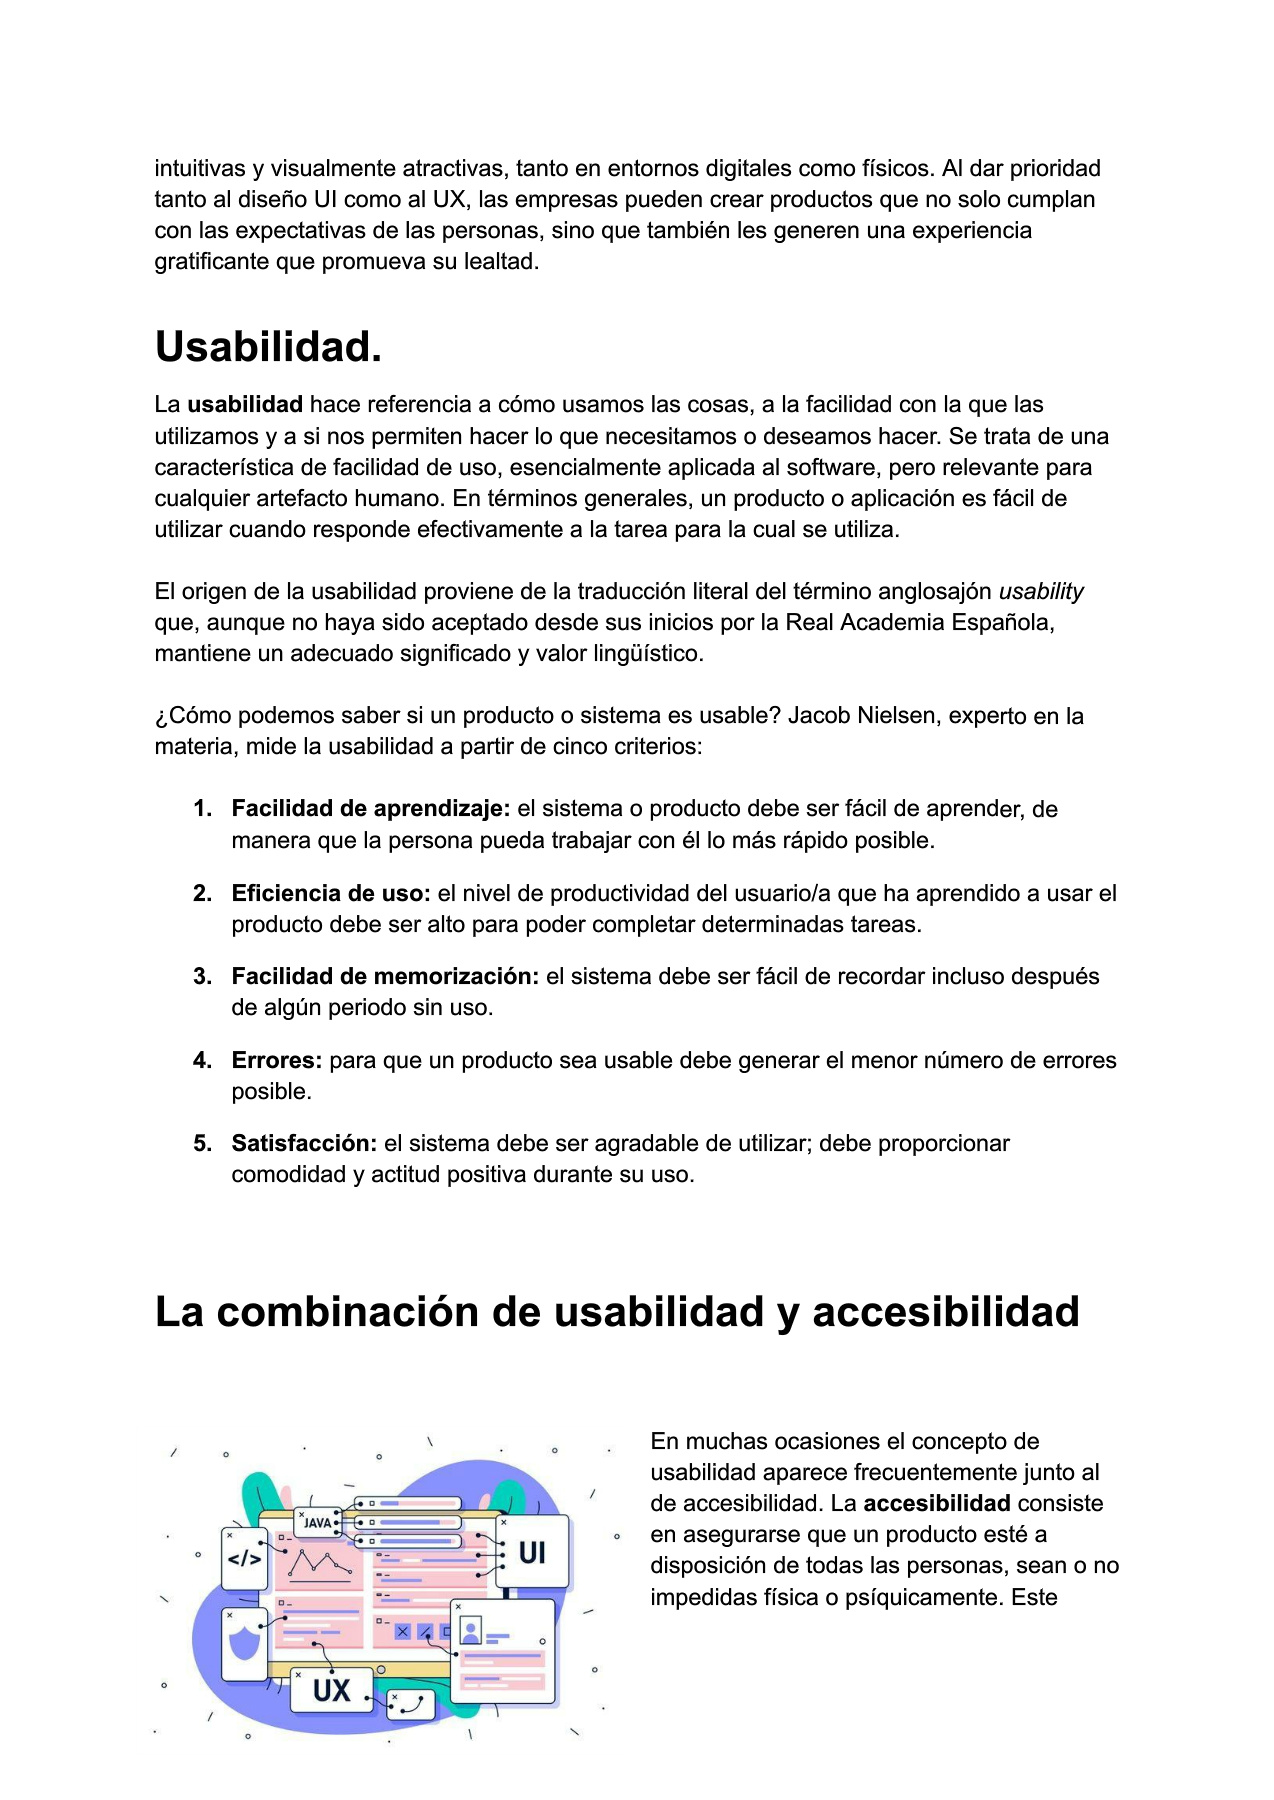 intuitivas y visualmente atractivas, tanto en entornos digitales como físicos. Al dar prioridad
tanto al diseño UI como al UX, las empresas pueden crear productos que no solo cumplan
con las expectativas de las personas, sino que también les generen una experiencia
gratificante que promueva su lealtad.
Usabilidad.
La usabilidad hace referencia a cómo usamos las cosas, a la facilidad con la que las
utilizamos y a si nos permiten hacer lo que necesitamos o deseamos hacer. Se trata de una
característica de facilidad de uso, esencialmente aplicada al software, pero relevante para
cualquier artefacto humano. En términos generales, un producto o aplicación es fácil de
utilizar cuando responde efectivamente a la tarea para la cual se utiliza.
El origen de la usabilidad proviene de la traducción literal del término anglosajón usability
que, aunque no haya sido aceptado desde sus inicios por la Real Academia Española,
mantiene un adecuado significado y valor lingüístico.
¿Cómo podemos saber si un producto o sistema es usable? Jacob Nielsen, experto en la
materia, mide la usabilidad a partir de cinco criterios:
1. Facilidad de aprendizaje: el sistema o producto debe ser fácil de aprender, de
manera que la persona pueda trabajar con él lo más rápido posible.
2. Eficiencia de uso: el nivel de productividad del usuario/a que ha aprendido a usar el
producto debe ser alto para poder completar determinadas tareas.
3. Facilidad de memorización: el sistema debe ser fácil de recordar incluso después
de algún periodo sin uso.
4. Errores: para que un producto sea usable debe generar el menor número de errores
posible.
5. Satisfacción: el sistema debe ser agradable de utilizar; debe proporcionar
comodidad y actitud positiva durante su uso.
La combinación de usabilidad y accesibilidad
JAVA
</>
UI
UX
En muchas ocasiones el concepto de
usabilidad aparece frecuentemente junto al
de accesibilidad. La accesibilidad consiste
en asegurarse que un producto esté a
disposición de todas las personas, sean o no
impedidas física o psíquicamente. Este